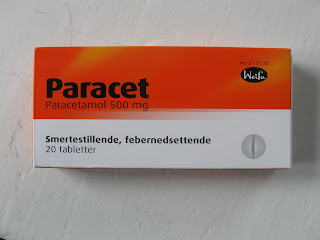 Weifa
Paracet
Paracetamol 500 mg
Smertestillende, febernedsettende
20 tabletter